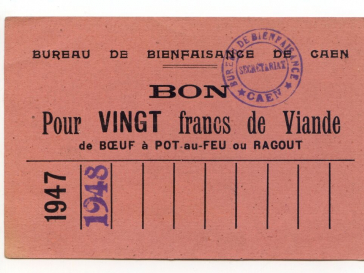 BUREAU DE BIENFAISANCE DE CAEN
BUREAU DE BIENFAISANCE
SECRÉTARIAT
★ CAEN ★
BON
Pour VINGT francs de Viande
de BŒUF à POT-AU-FEU ou RAGOUT
1947
1948